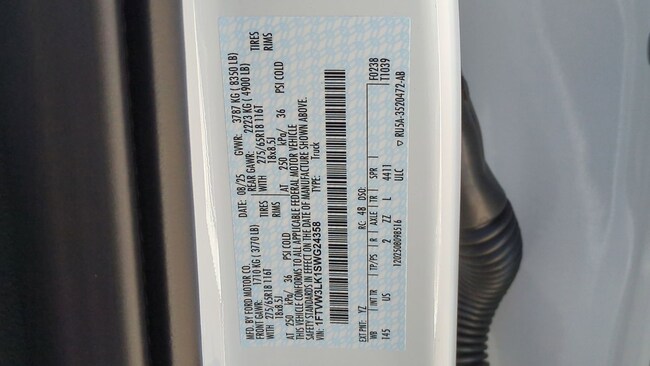 MFD. BY FORD MOTOR CO.
DATE: 08/25 GVWR: 3787 KG (8350 LB)
FRONT GAWR: 1710 KG (3770 LB) REAR GAWR: 2223 KG (4900 LB)
275/65R18 116T TIRES WITH 275/65R18 116T TIRES
18x8.5J RIMS WITH 18x8.5J RIMS
AT 250 kPa/ 36 PSI COLD AT 250 kPa/ 36 PSI COLD
THIS VEHICLE CONFORMS TO ALL APPLICABLE FEDERAL MOTOR VEHICLE
SAFETY STANDARDS IN EFFECT ON THE DATE OF MANUFACTURE SHOWN ABOVE.
VIN: 1FTVW3LK1SWG24358 TYPE: Truck
F0238
T1039
EXT PNT: YZ RC: 48 DSO:
WB INT TR TP/PS R AXLE TR SPR
145 US 2 ZZ L 4411
ULC
1202508098516 ▽ RU5A-3520472-AB